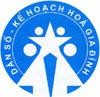 DÂN SỐ - KẾ HOẠCH HOÁ GIA ĐÌNH